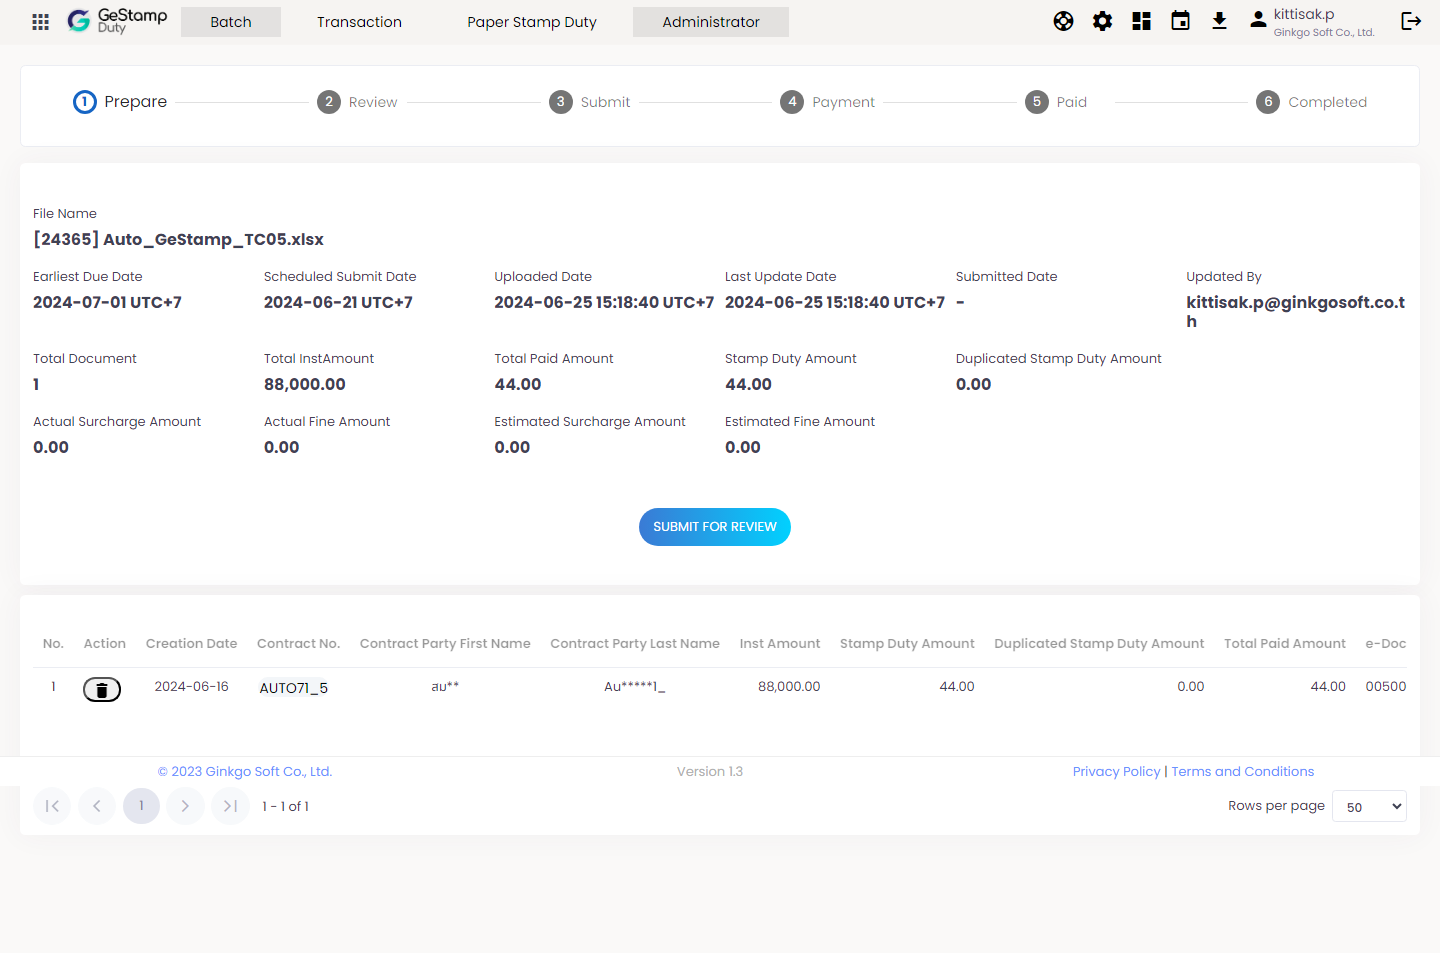 GeStamp
Duty
Batch
Transaction
Paper Stamp Duty
Administrator
kittisak.p
Ginkgo Soft Co., Ltd.
1 Prepare
2 Review
3 Submit
4 Payment
5 Paid
6 Completed
File Name
[24365] Auto_GeStamp_TC05.xlsx
Earliest Due Date
2024-07-01 UTC+7
Scheduled Submit Date
2024-06-21 UTC+7
Uploaded Date
2024-06-25 15:18:40 UTC+7
Last Update Date
2024-06-25 15:18:40 UTC+7
Submitted Date
-
Updated By
kittisak.p@ginkgosoft.co.t
h
Total Document
1
Total InstAmount
88,000.00
Total Paid Amount
44.00
Stamp Duty Amount
44.00
Duplicated Stamp Duty Amount
0.00
Actual Surcharge Amount
0.00
Actual Fine Amount
0.00
Estimated Surcharge Amount
0.00
Estimated Fine Amount
0.00
SUBMIT FOR REVIEW
No. Action Creation Date Contract No. Contract Party First Name Contract Party Last Name Inst Amount Stamp Duty Amount Duplicated Stamp Duty Amount Total Paid Amount e-Doc
1 2024-06-16 AUTO71_5 สม** Au*****1_ 88,000.00 44.00 0.00 44.00 00500
© 2023 Ginkgo Soft Co., Ltd.
Version 1.3
Privacy Policy | Terms and Conditions
1
1 - 1 of 1
Rows per page 50